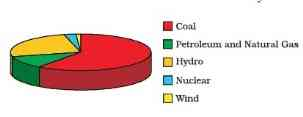 Coal
Petroleum and Natural Gas
Hydro
Nuclear
Wind